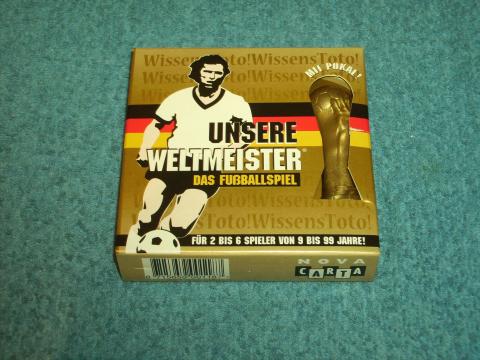 WissensToto!WissensToto!
MIT POKAL!
UNSERE
WELTMEISTER®
DAS FUßBALLSPIEL
WissensToto!WissensToto!
FÜR 2 BIS 6 SPIELER VON 9 BIS 99 JAHRE!
NOVA
CARTA